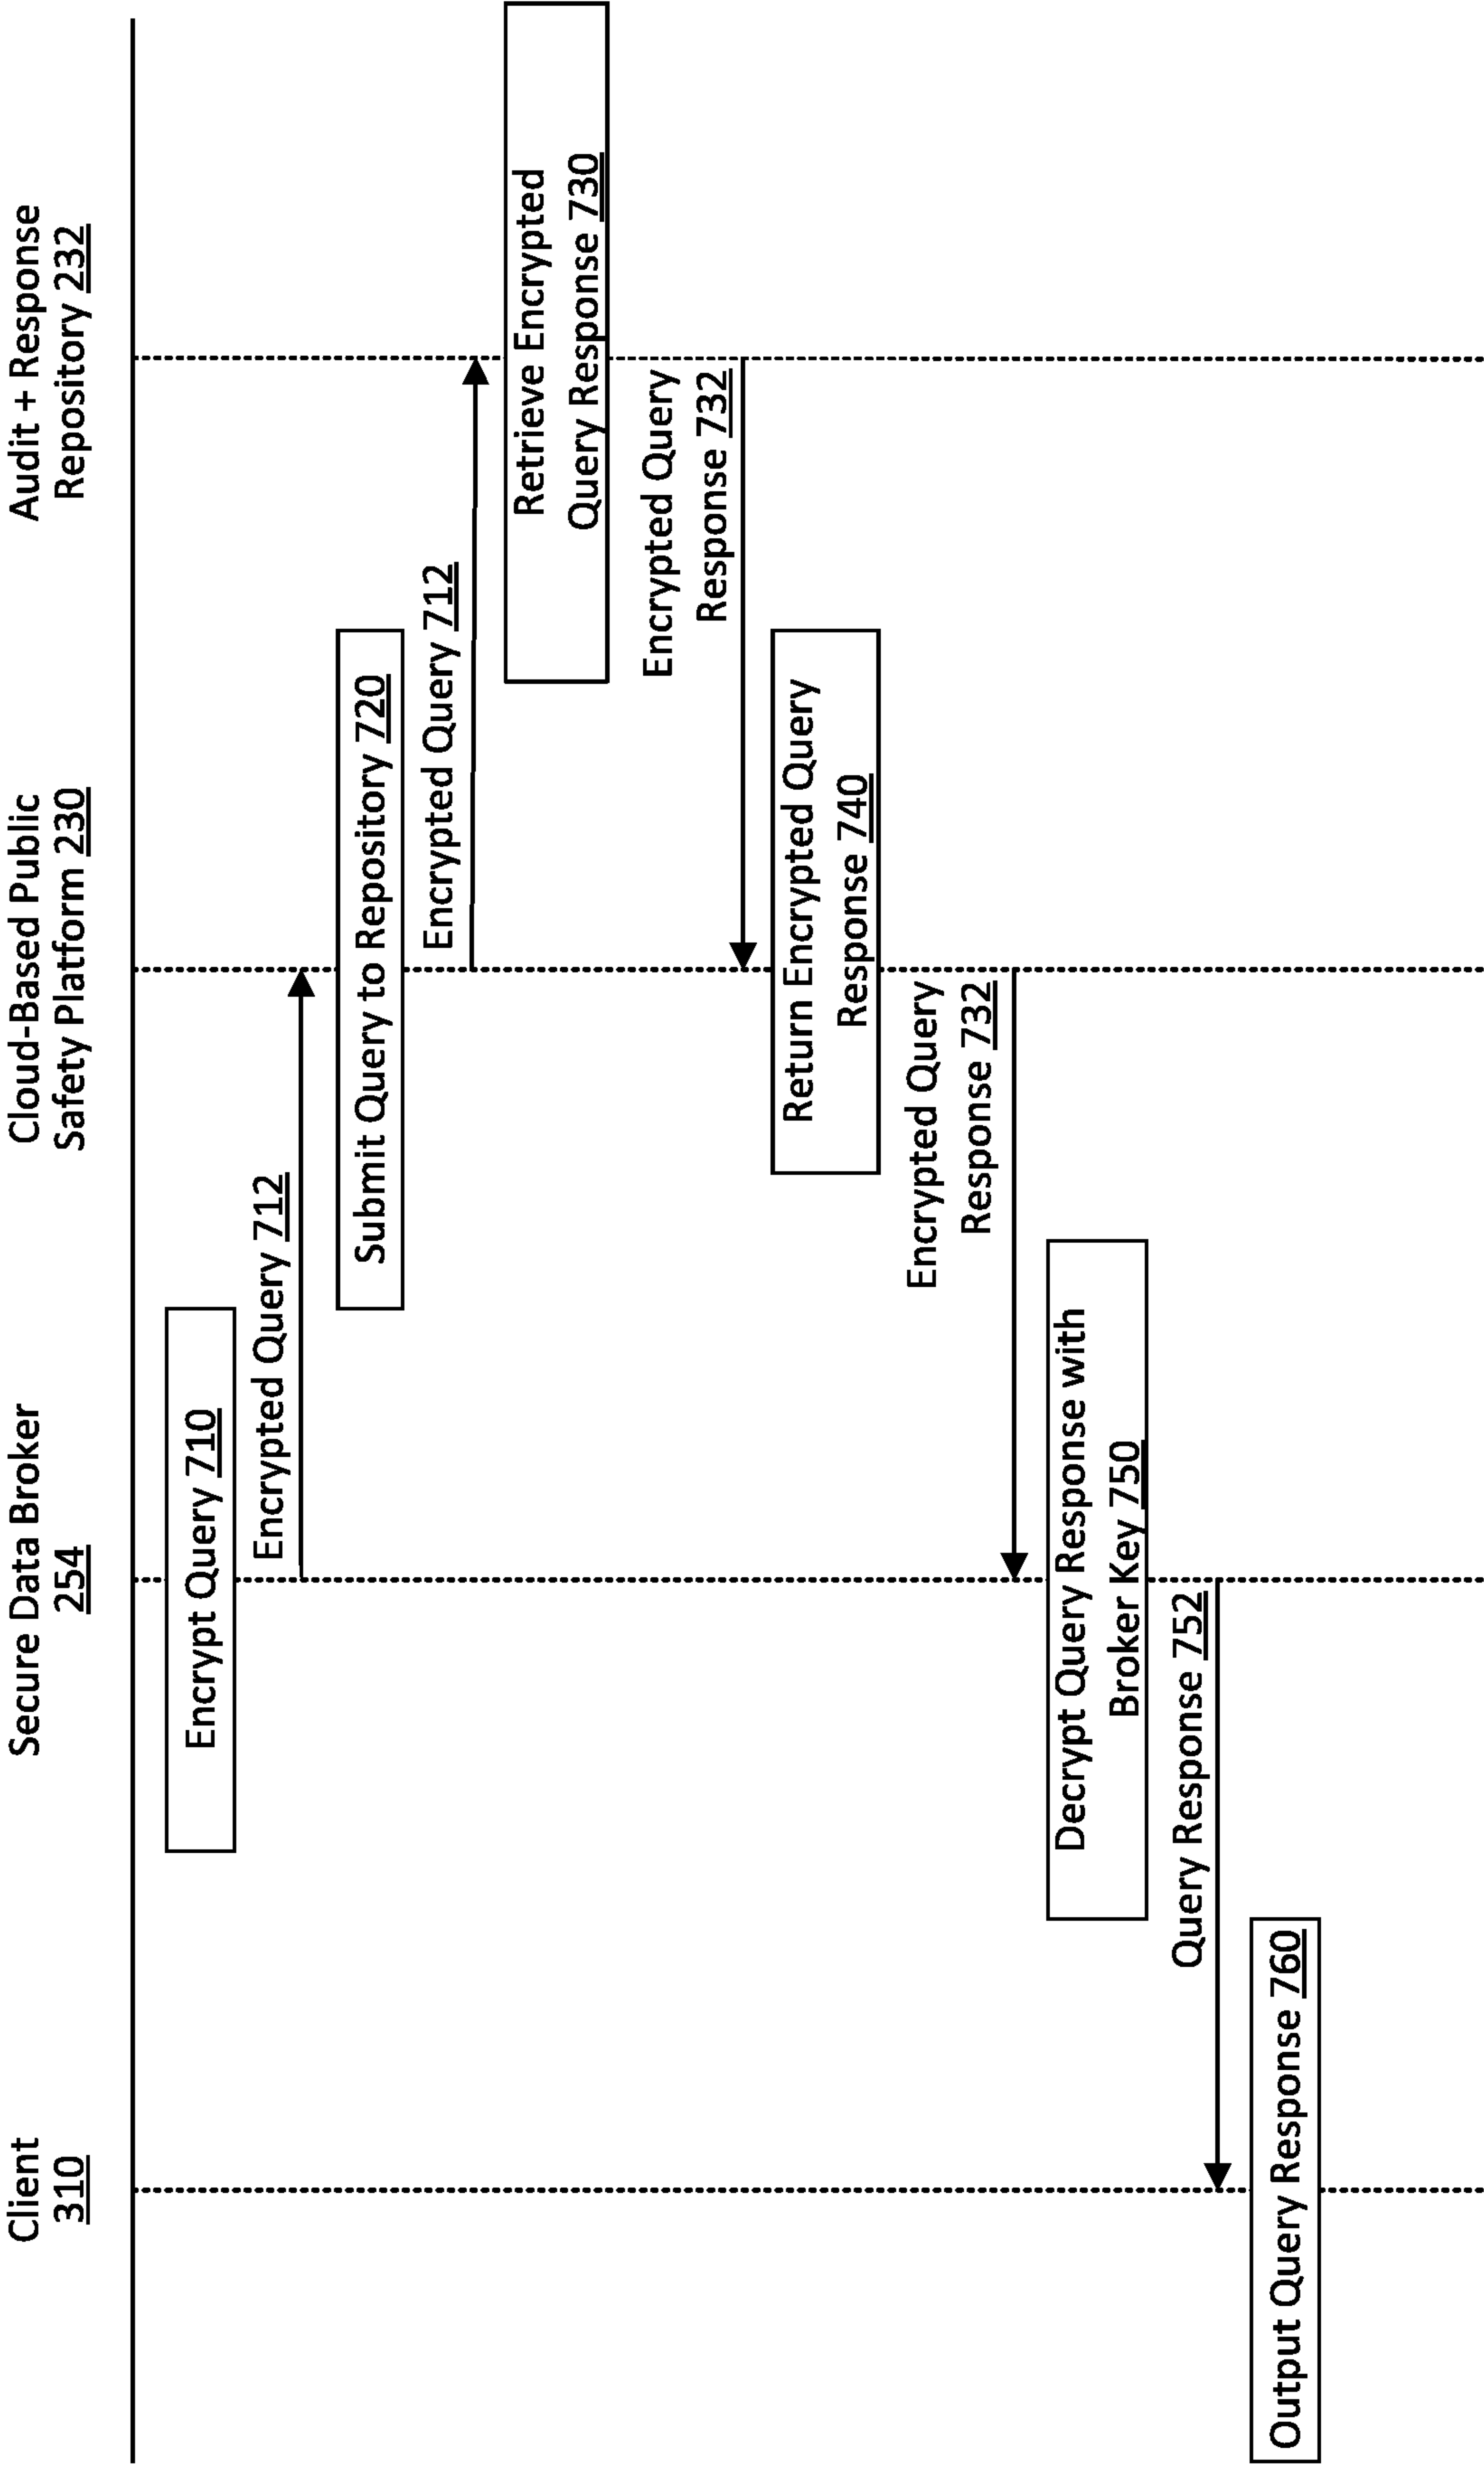 Client
310
Secure Data Broker
254
Cloud-Based Public
Safety Platform 230
Audit + Response
Repository 232
Encrypt Query 710
Encrypted Query 712
Submit Query to Repository 720
Encrypted Query 712
Retrieve Encrypted
Query Response 730
Encrypted Query
Response 732
Return Encrypted Query
Response 740
Encrypted Query
Response 732
Decrypt Query Response with
Broker Key 750
Query Response 752
Output Query Response 760